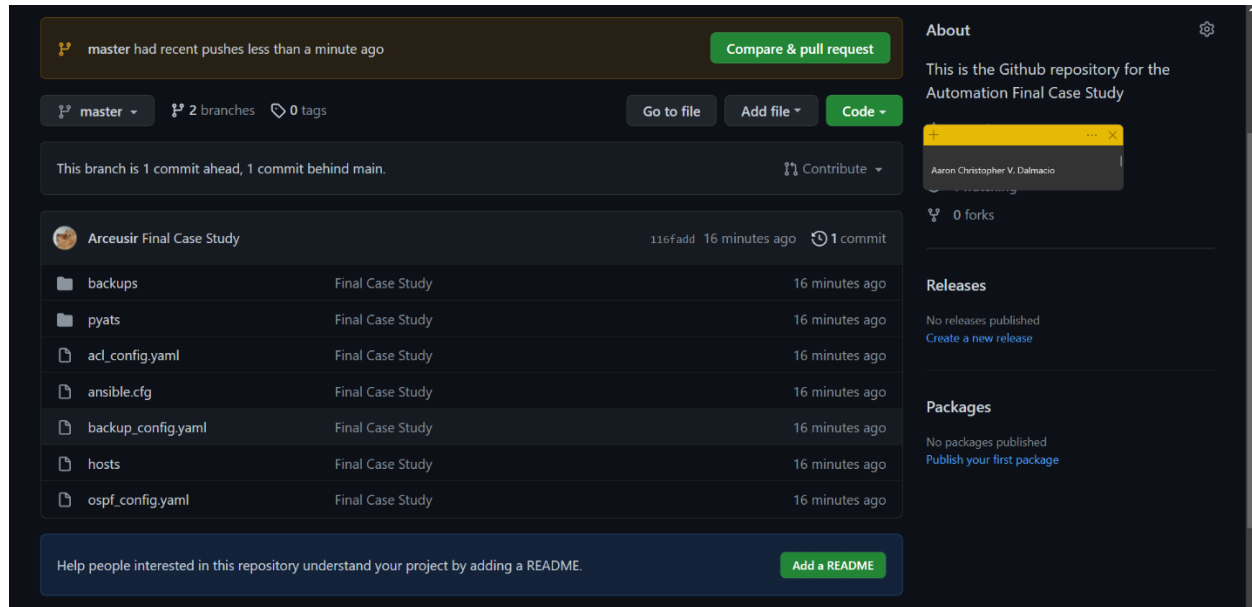 master had recent pushes less than a minute ago
Compare & pull request
master
2 branches
0 tags
Go to file
Add file
Code
This branch is 1 commit ahead, 1 commit behind main.
Contribute
Arceusir Final Case Study
116fadd 16 minutes ago
1 commit
backups Final Case Study 16 minutes ago
pyats Final Case Study 16 minutes ago
acl_config.yaml Final Case Study 16 minutes ago
ansible.cfg Final Case Study 16 minutes ago
backup_config.yaml Final Case Study 16 minutes ago
hosts Final Case Study 16 minutes ago
ospf_config.yaml Final Case Study 16 minutes ago
Help people interested in this repository understand your project by adding a README.
Add a README
About
This is the Github repository for the
Automation Final Case Study
Aaron Christopher V. Dalmacio
0 forks
Releases
No releases published
Create a new release
Packages
No packages published
Publish your first package